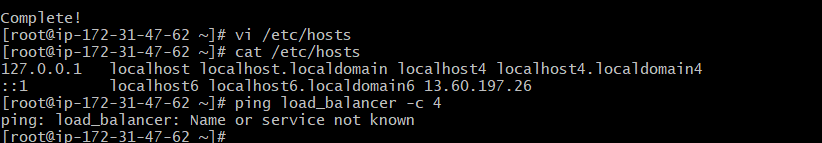 Complete!
[root@ip-172-31-47-62 ~]# vi /etc/hosts
[root@ip-172-31-47-62 ~]# cat /etc/hosts
127.0.0.1   localhost localhost.localdomain localhost4 localhost4.localdomain4
::1         localhost6 localhost6.localdomain6 13.60.197.26
[root@ip-172-31-47-62 ~]# ping load_balancer -c 4
ping: load_balancer: Name or service not known
[root@ip-172-31-47-62 ~]#